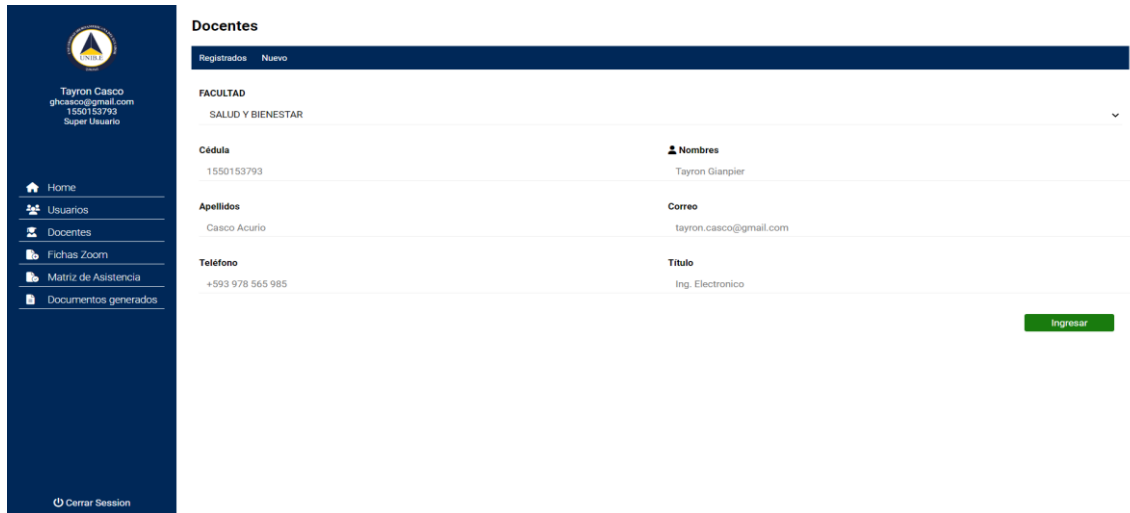 UNIB.E
Tayron Casco
ghcasco@gmail.com
1550153793
Super Usuario
Home
Usuarios
Docentes
Fichas Zoom
Matriz de Asistencia
Documentos generados
Cerrar Session
Docentes
Registrados Nuevo
FACULTAD
SALUD Y BIENESTAR
Cédula Nombres
1550153793 Tayron Gianpier
Apellidos Correo
Casco Acurio tayron.casco@gmail.com
Teléfono Título
+593 978 565 985 Ing. Electronico
Ingresar